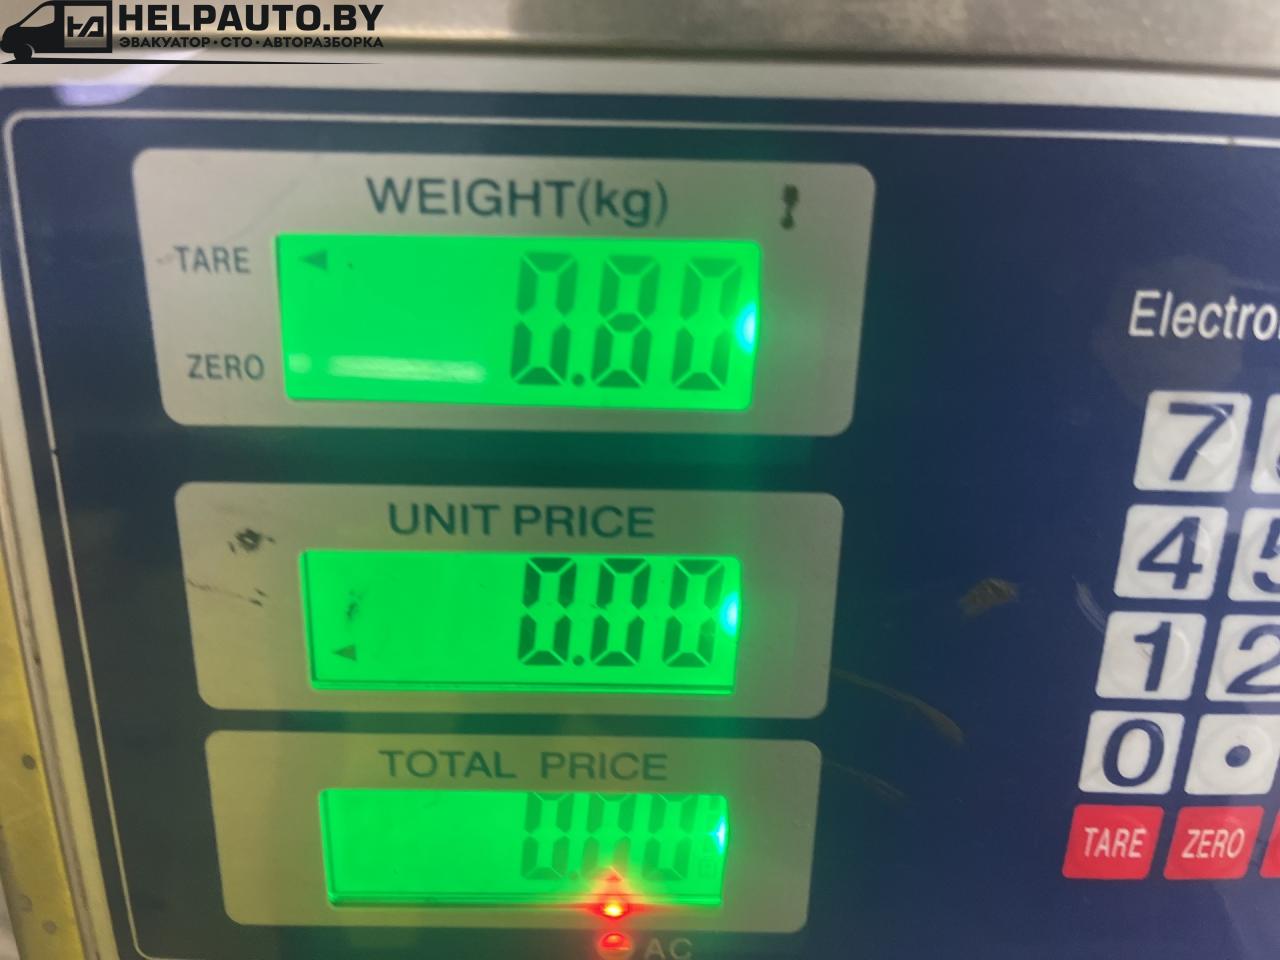 HELPAUTO.BY
ЭВАКУАТОР • СТО • АВТОРАЗБОРКА
WEIGHT(kg)
TARE
0.80
ZERO
Electro
7
UNIT PRICE
0.00
4 5
1 2
TOTAL PRICE
0.00
0 •
TARE ZERO
AC